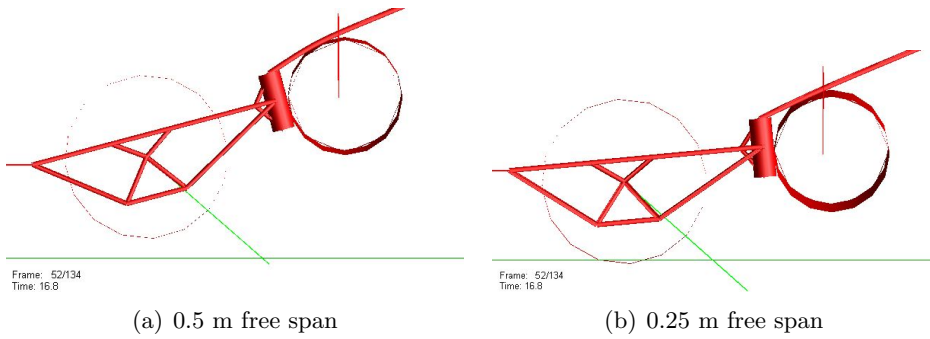 Frame: 52/134
Time: 16.8
Frame: 52/134
Time: 16.8
(a) 0.5 m free span
(b) 0.25 m free span